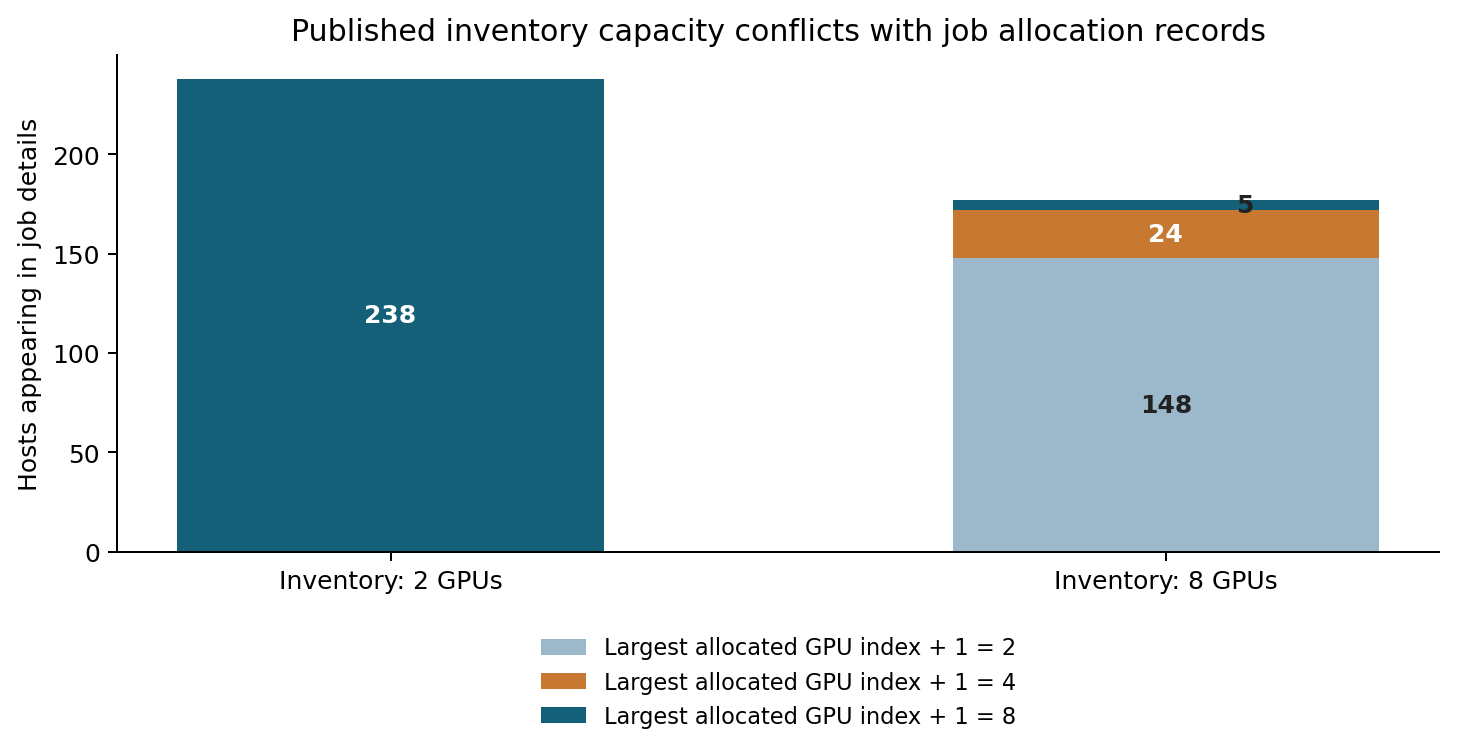 Published inventory capacity conflicts with job allocation records
Hosts appearing in job details
200
150
100
50
0
238
5
24
148
Inventory: 2 GPUs
Inventory: 8 GPUs
Largest allocated GPU index + 1 = 2
Largest allocated GPU index + 1 = 4
Largest allocated GPU index + 1 = 8